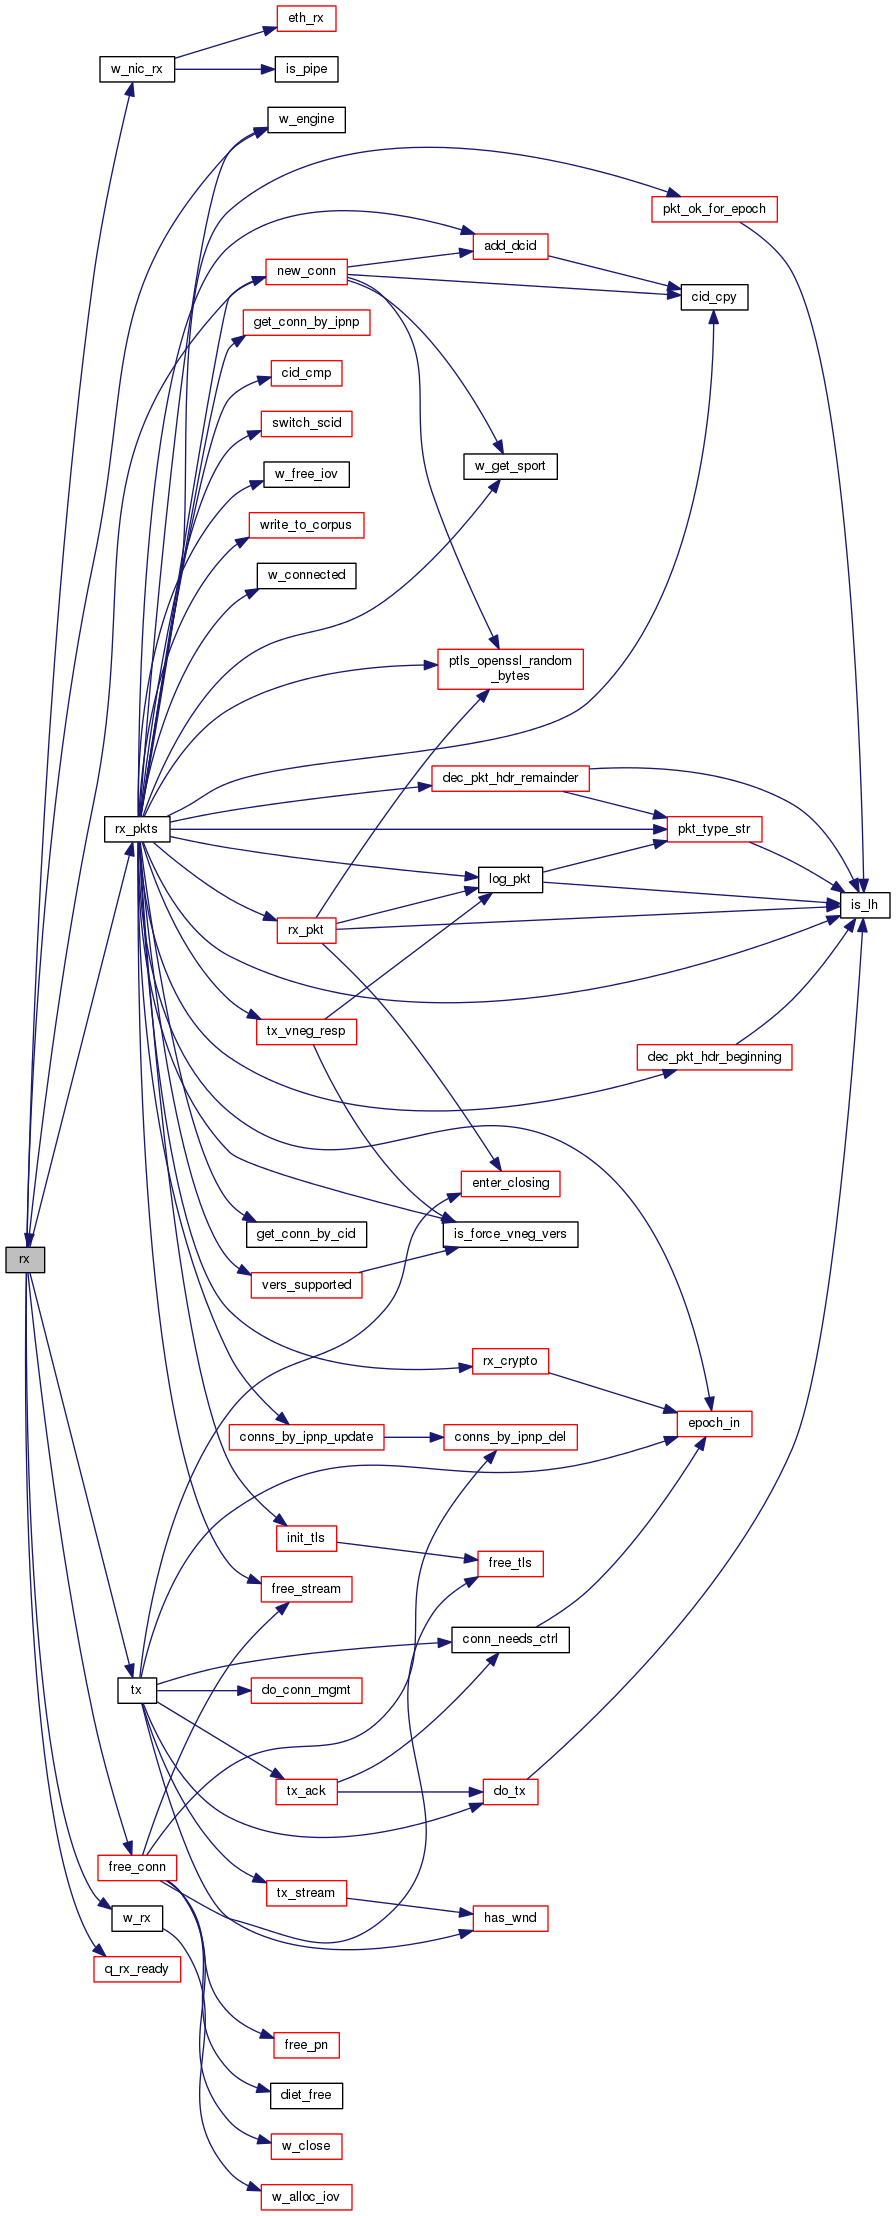 eth_rx
w_nic_rx
is_pipe
w_engine
pkt_ok_for_epoch
add_dcid
new_conn
cid_cpy
get_conn_by_ipnp
cid_cmp
switch_scid
w_get_sport
w_free_iov
write_to_corpus
w_connected
ptls_openssl_random
_bytes
dec_pkt_hdr_remainder
rx_pkts
pkt_type_str
log_pkt
is_lh
rx_pkt
tx_vneg_resp
dec_pkt_hdr_beginning
enter_closing
get_conn_by_cid
is_force_vneg_vers
rx
vers_supported
rx_crypto
epoch_in
conns_by_ipnp_update
conns_by_ipnp_del
init_tls
free_tls
free_stream
conn_needs_ctrl
tx
do_conn_mgmt
tx_ack
do_tx
free_conn
tx_stream
w_rx
has_wnd
q_rx_ready
free_pn
diet_free
w_close
w_alloc_iov